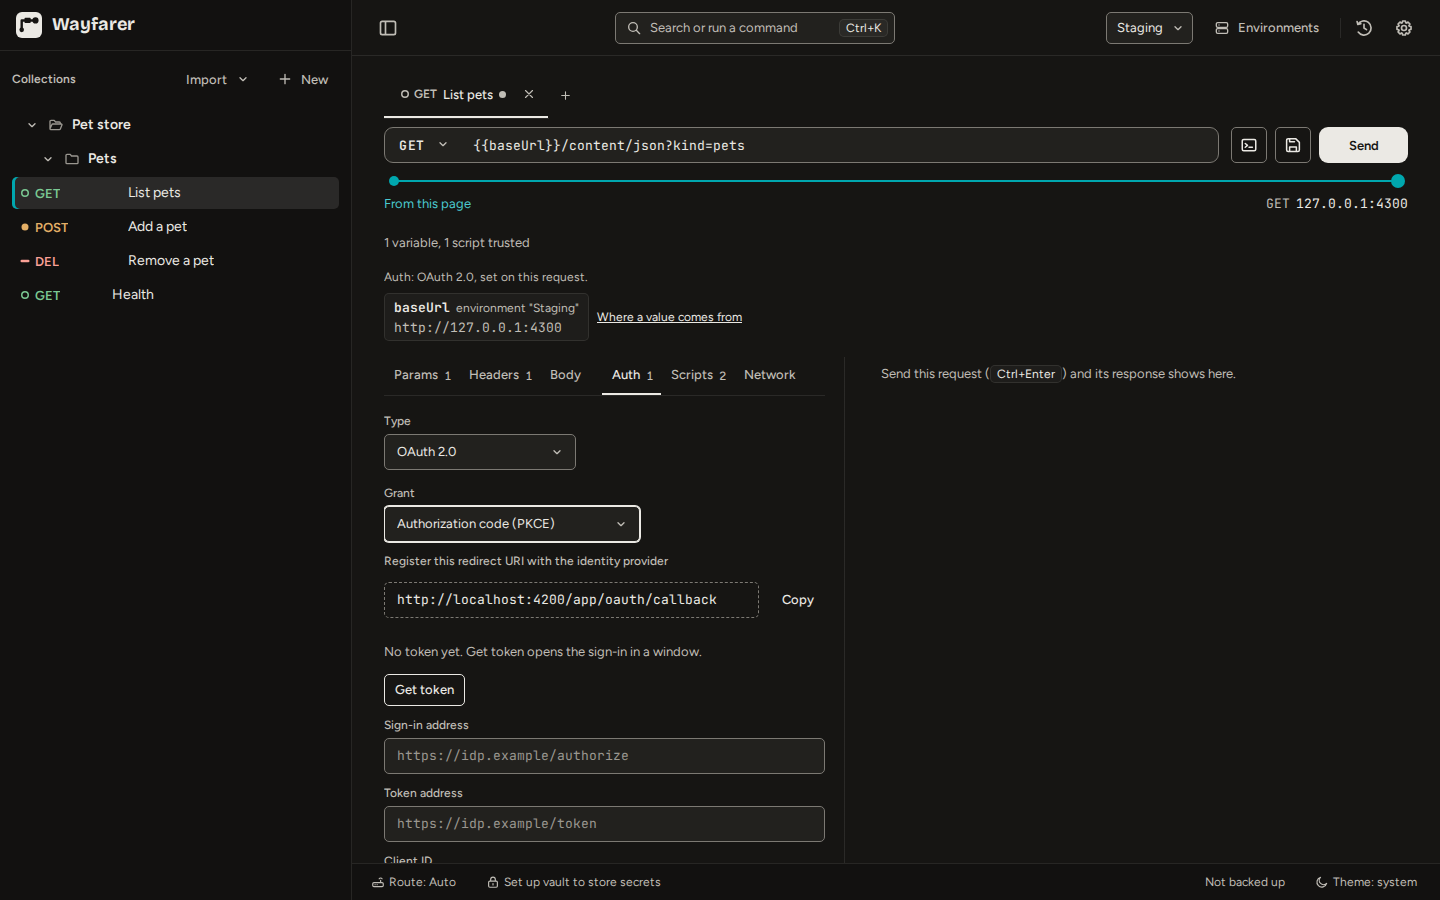 Wayfarer
Search or run a command
Ctrl+K
Staging
Environments
Collections
Import
New
Pet store
Pets
GET List pets
POST Add a pet
DEL Remove a pet
GET Health
GET List pets
GET
{{baseUrl}}/content/json?kind=pets
Send
From this page
GET 127.0.0.1:4300
1 variable, 1 script trusted
Auth: OAuth 2.0, set on this request.
baseUrl environment "Staging"
http://127.0.0.1:4300
Where a value comes from
Params 1
Headers 1
Body
Auth 1
Scripts 2
Network
Send this request (Ctrl+Enter) and its response shows here.
Type
OAuth 2.0
Grant
Authorization code (PKCE)
Register this redirect URI with the identity provider
http://localhost:4200/app/oauth/callback
Copy
No token yet. Get token opens the sign-in in a window.
Get token
Sign-in address
https://idp.example/authorize
Token address
https://idp.example/token
Client ID
Route: Auto
Set up vault to store secrets
Not backed up
Theme: system